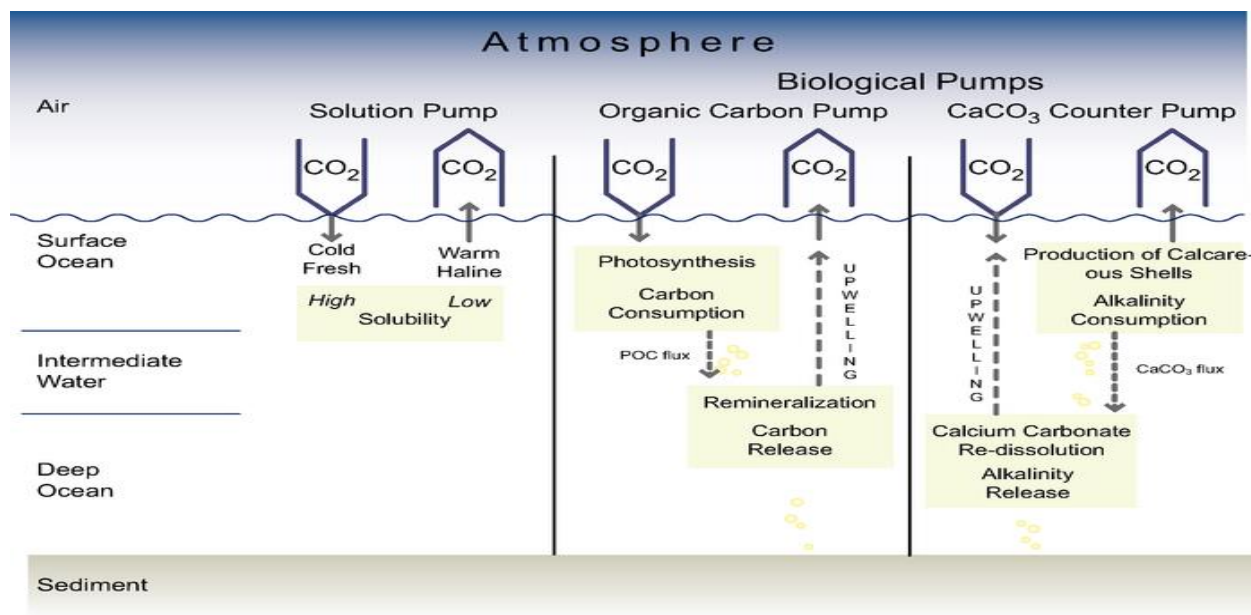 Atmosphere
Biological Pumps
Air
Solution Pump
Organic Carbon Pump
CaCO₃ Counter Pump
CO₂
CO₂
CO₂
CO₂
CO₂
CO₂
Surface
Ocean
Cold
Fresh
Warm
Haline
High
Low
Solubility
Photosynthesis
Carbon
Consumption
POC flux
UPWELLING
Remineralization
Carbon
Release
UPWELLING
Production of Calcare-
ous Shells
Alkalinity
Consumption
CaCO₃ flux
Calcium Carbonate
Re-dissolution
Alkalinity
Release
Intermediate
Water
Deep
Ocean
Sediment